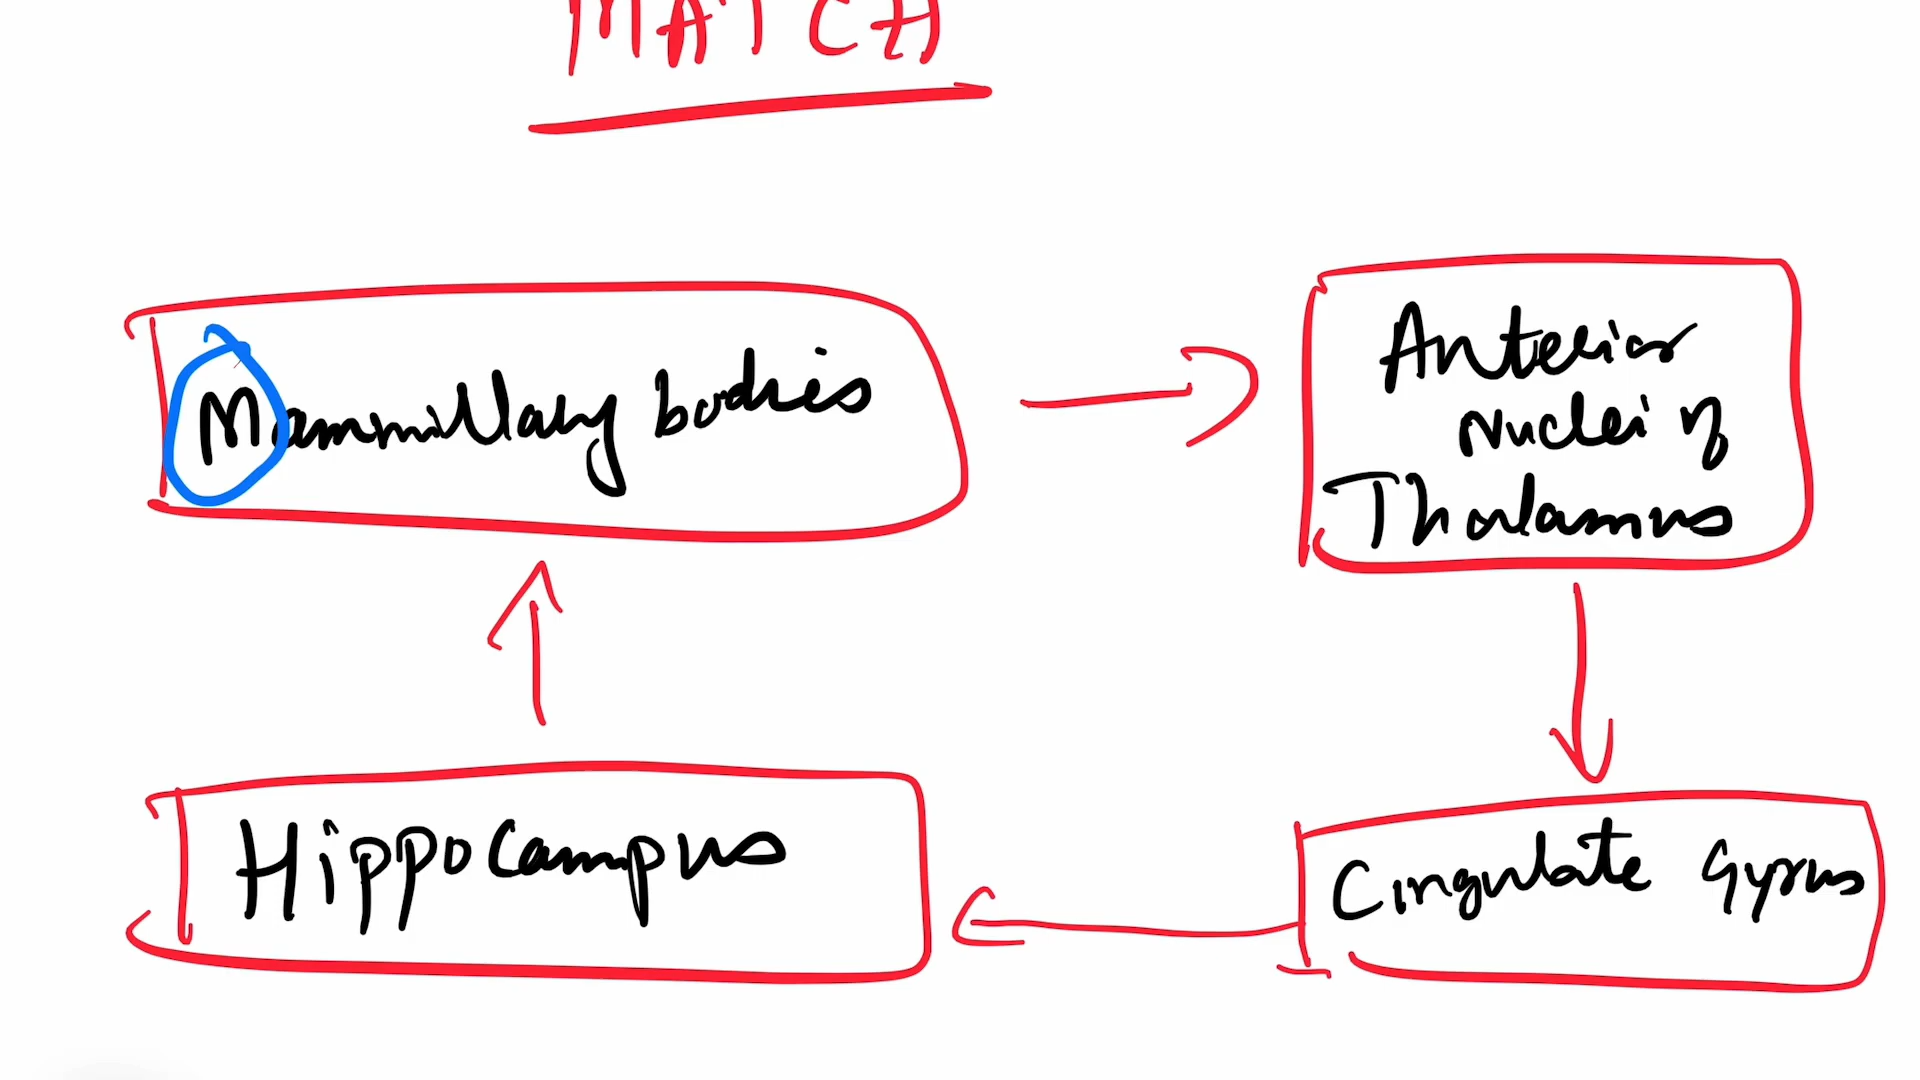 MATCH
Mammillary bodies
Anterior
nuclei of
Thalamus
Hippocampus
Cingulate Gyrus